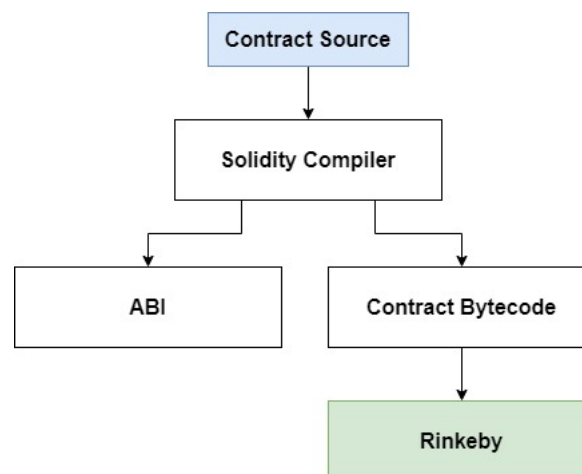 Contract Source
Solidity Compiler
ABI
Contract Bytecode
Rinkeby